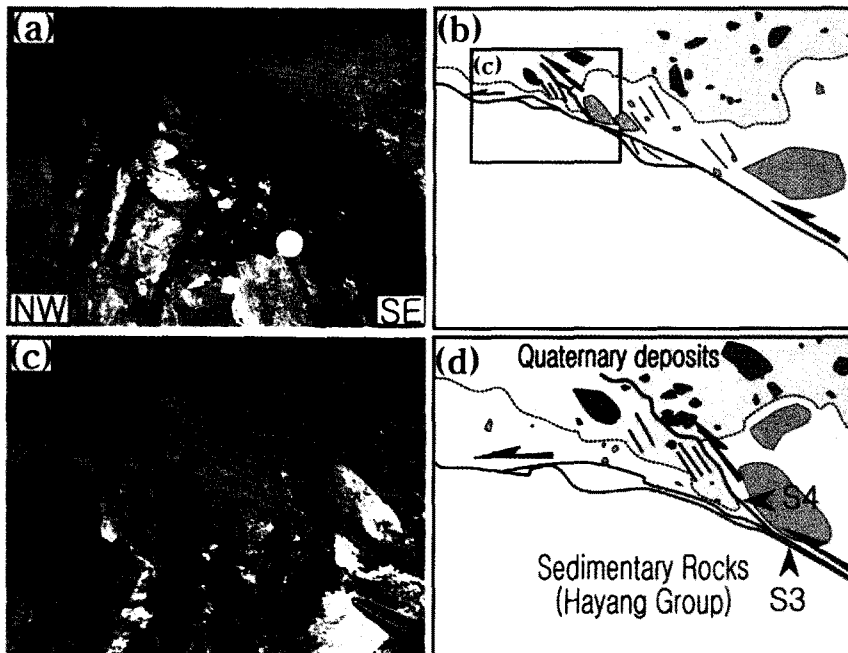 (a)
NW
SE
(b)
(c)
(c)
(d)
Quaternary deposits
S4
Sedimentary Rocks
(Hayang Group)
S3